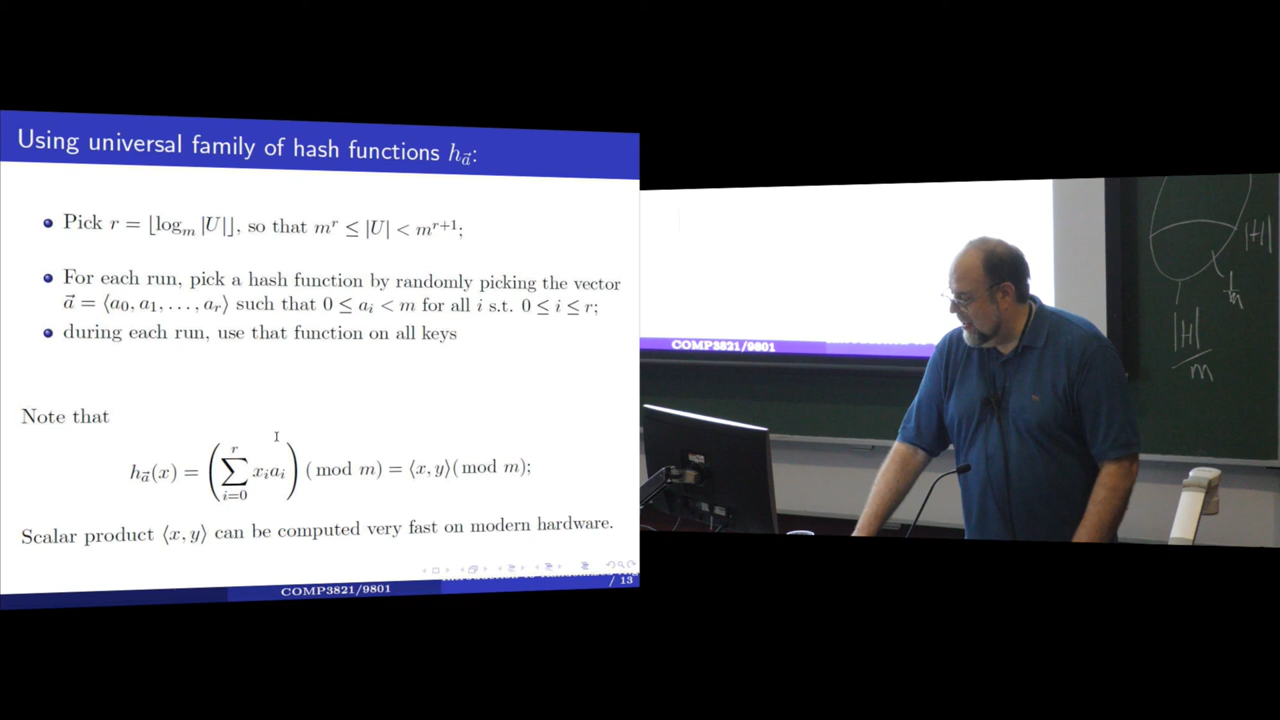 Using universal family of hash functions h_a⃗:
Pick r = ⌊log_m |U|⌋, so that m^r ≤ |U| < m^{r+1};
For each run, pick a hash function by randomly picking the vector
a⃗ = ⟨a_0, a_1, . . . , a_r⟩ such that 0 ≤ a_i < m for all i s.t. 0 ≤ i ≤ r;
during each run, use that function on all keys
Note that
h_a⃗(x) = (∑_{i=0}^{r} x_i a_i) (mod m) = ⟨x, y⟩(mod m);
Scalar product ⟨x, y⟩ can be computed very fast on modern hardware.
COMP3821/9801
/ 13
COMP3821/9801
|H|
1/m
|H|/m